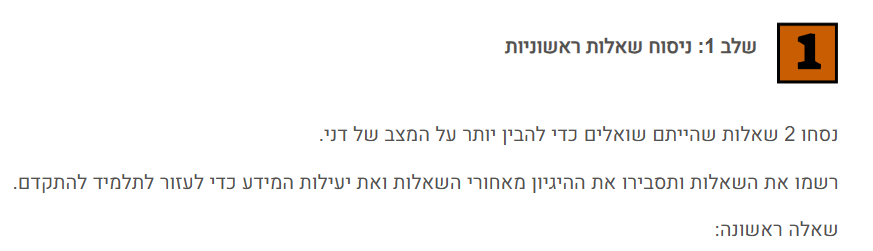 1
שלב 1: ניסוח שאלות ראשוניות
נסחו 2 שאלות שהייתם שואלים כדי להבין יותר על המצב של דני.
רשמו את השאלות ותסבירו את ההיגיון מאחורי השאלות ואת יעילות המידע כדי לעזור לתלמיד להתקדם.
שאלה ראשונה: